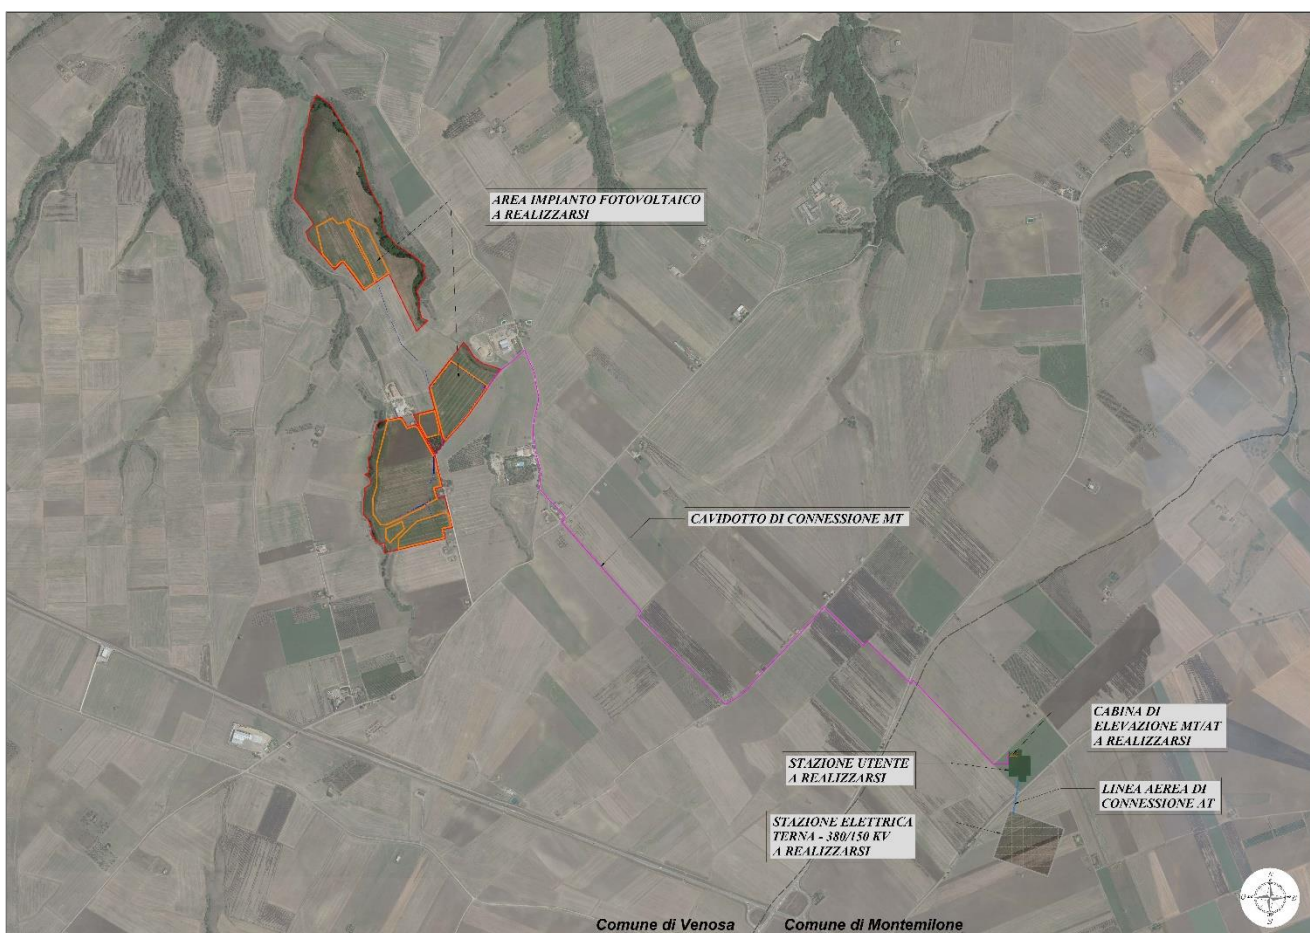 AREA IMPIANTO FOTOVOLTAICO
A REALIZZARSI
CAVIDOTTO DI CONNESSIONE MT
CABINA DI
ELEVAZIONE MT/AT
A REALIZZARSI
STAZIONE UTENTE
A REALIZZARSI
LINEA AEREA DI
CONNESSIONE AT
STAZIONE ELETTRICA
TERNA - 380/150 KV
A REALIZZARSI
Comune di Venosa
Comune di Montemilone